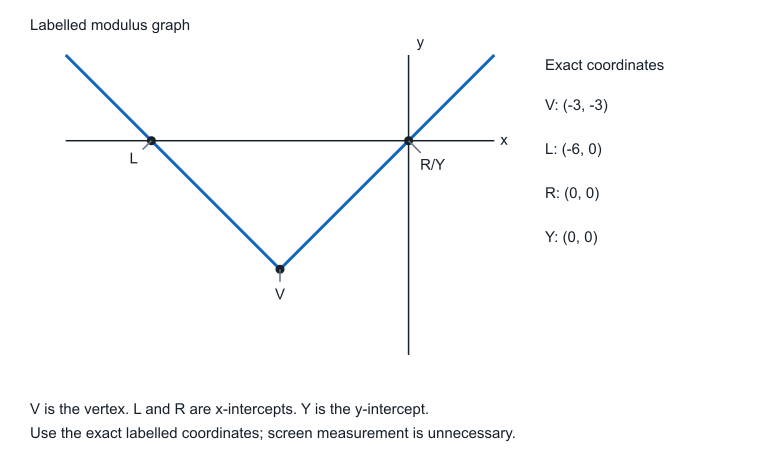 Labelled modulus graph
y
Exact coordinates
V: (-3, -3)
x
L: (-6, 0)
L
R/Y
R: (0, 0)
Y: (0, 0)
V
V is the vertex. L and R are x-intercepts. Y is the y-intercept.
Use the exact labelled coordinates; screen measurement is unnecessary.